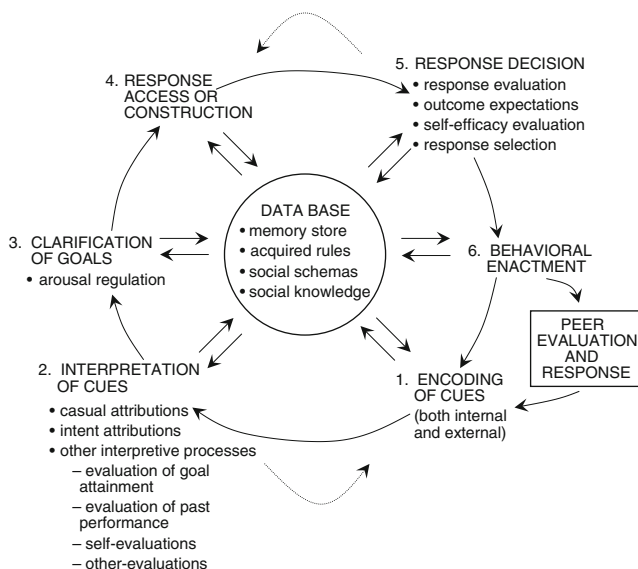 4. RESPONSE
ACCESS OR
CONSTRUCTION
5. RESPONSE DECISION
• response evaluation
• outcome expectations
• self-efficacy evaluation
• response selection
DATA BASE
• memory store
• acquired rules
• social schemas
• social knowledge
3. CLARIFICATION
OF GOALS
• arousal regulation
6. BEHAVIORAL
ENACTMENT
PEER
EVALUATION
AND
RESPONSE
2. INTERPRETATION
OF CUES
• casual attributions
• intent attributions
• other interpretive processes
– evaluation of goal
attainment
– evaluation of past
performance
– self-evaluations
– other-evaluations
1. ENCODING
OF CUES
(both internal
and external)